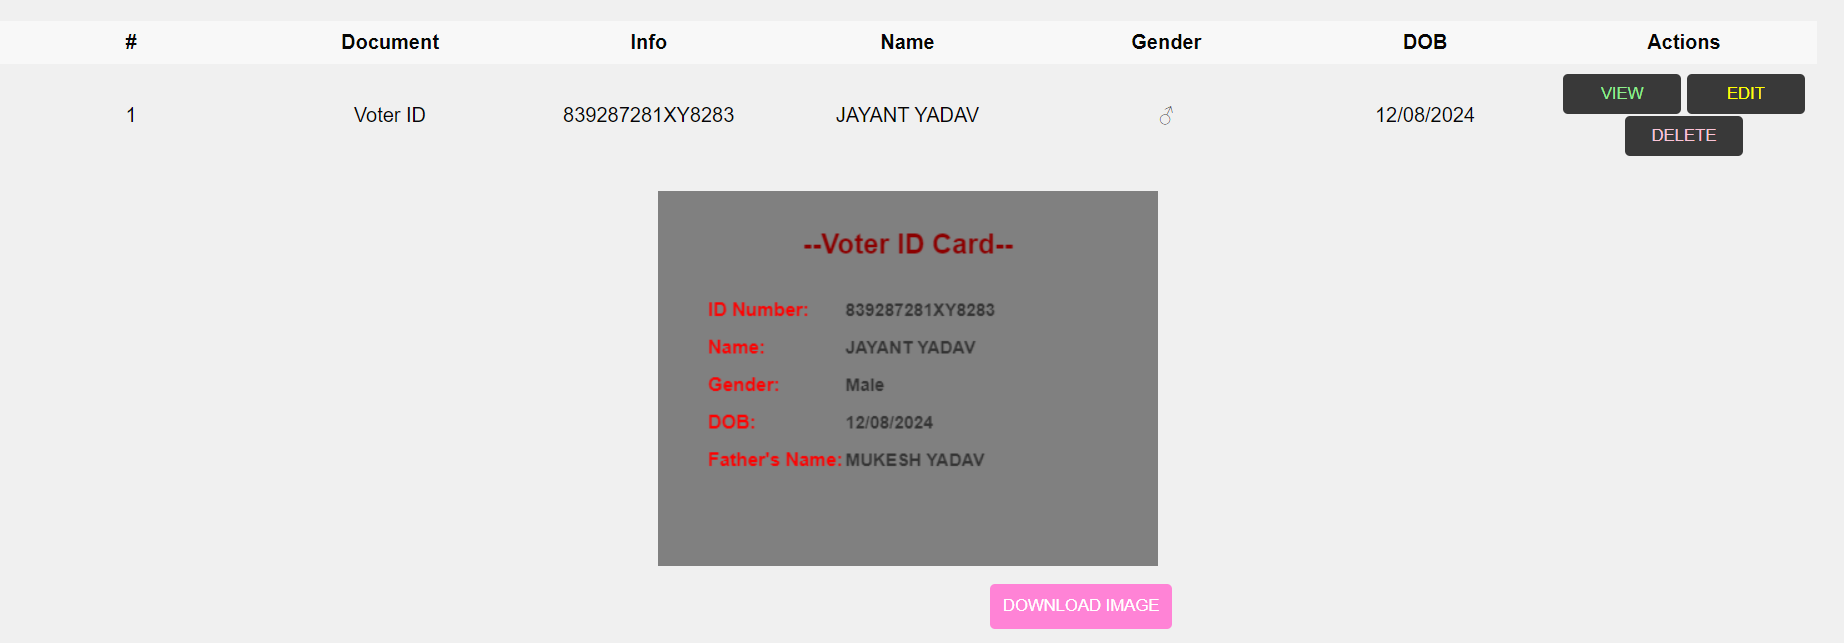 # Document Info Name Gender DOB Actions
1 Voter ID 839287281XY8283 JAYANT YADAV ♂ 12/08/2024 VIEW EDIT
DELETE
--Voter ID Card--
ID Number: 839287281XY8283
Name: JAYANT YADAV
Gender: Male
DOB: 12/08/2024
Father's Name: MUKESH YADAV
DOWNLOAD IMAGE